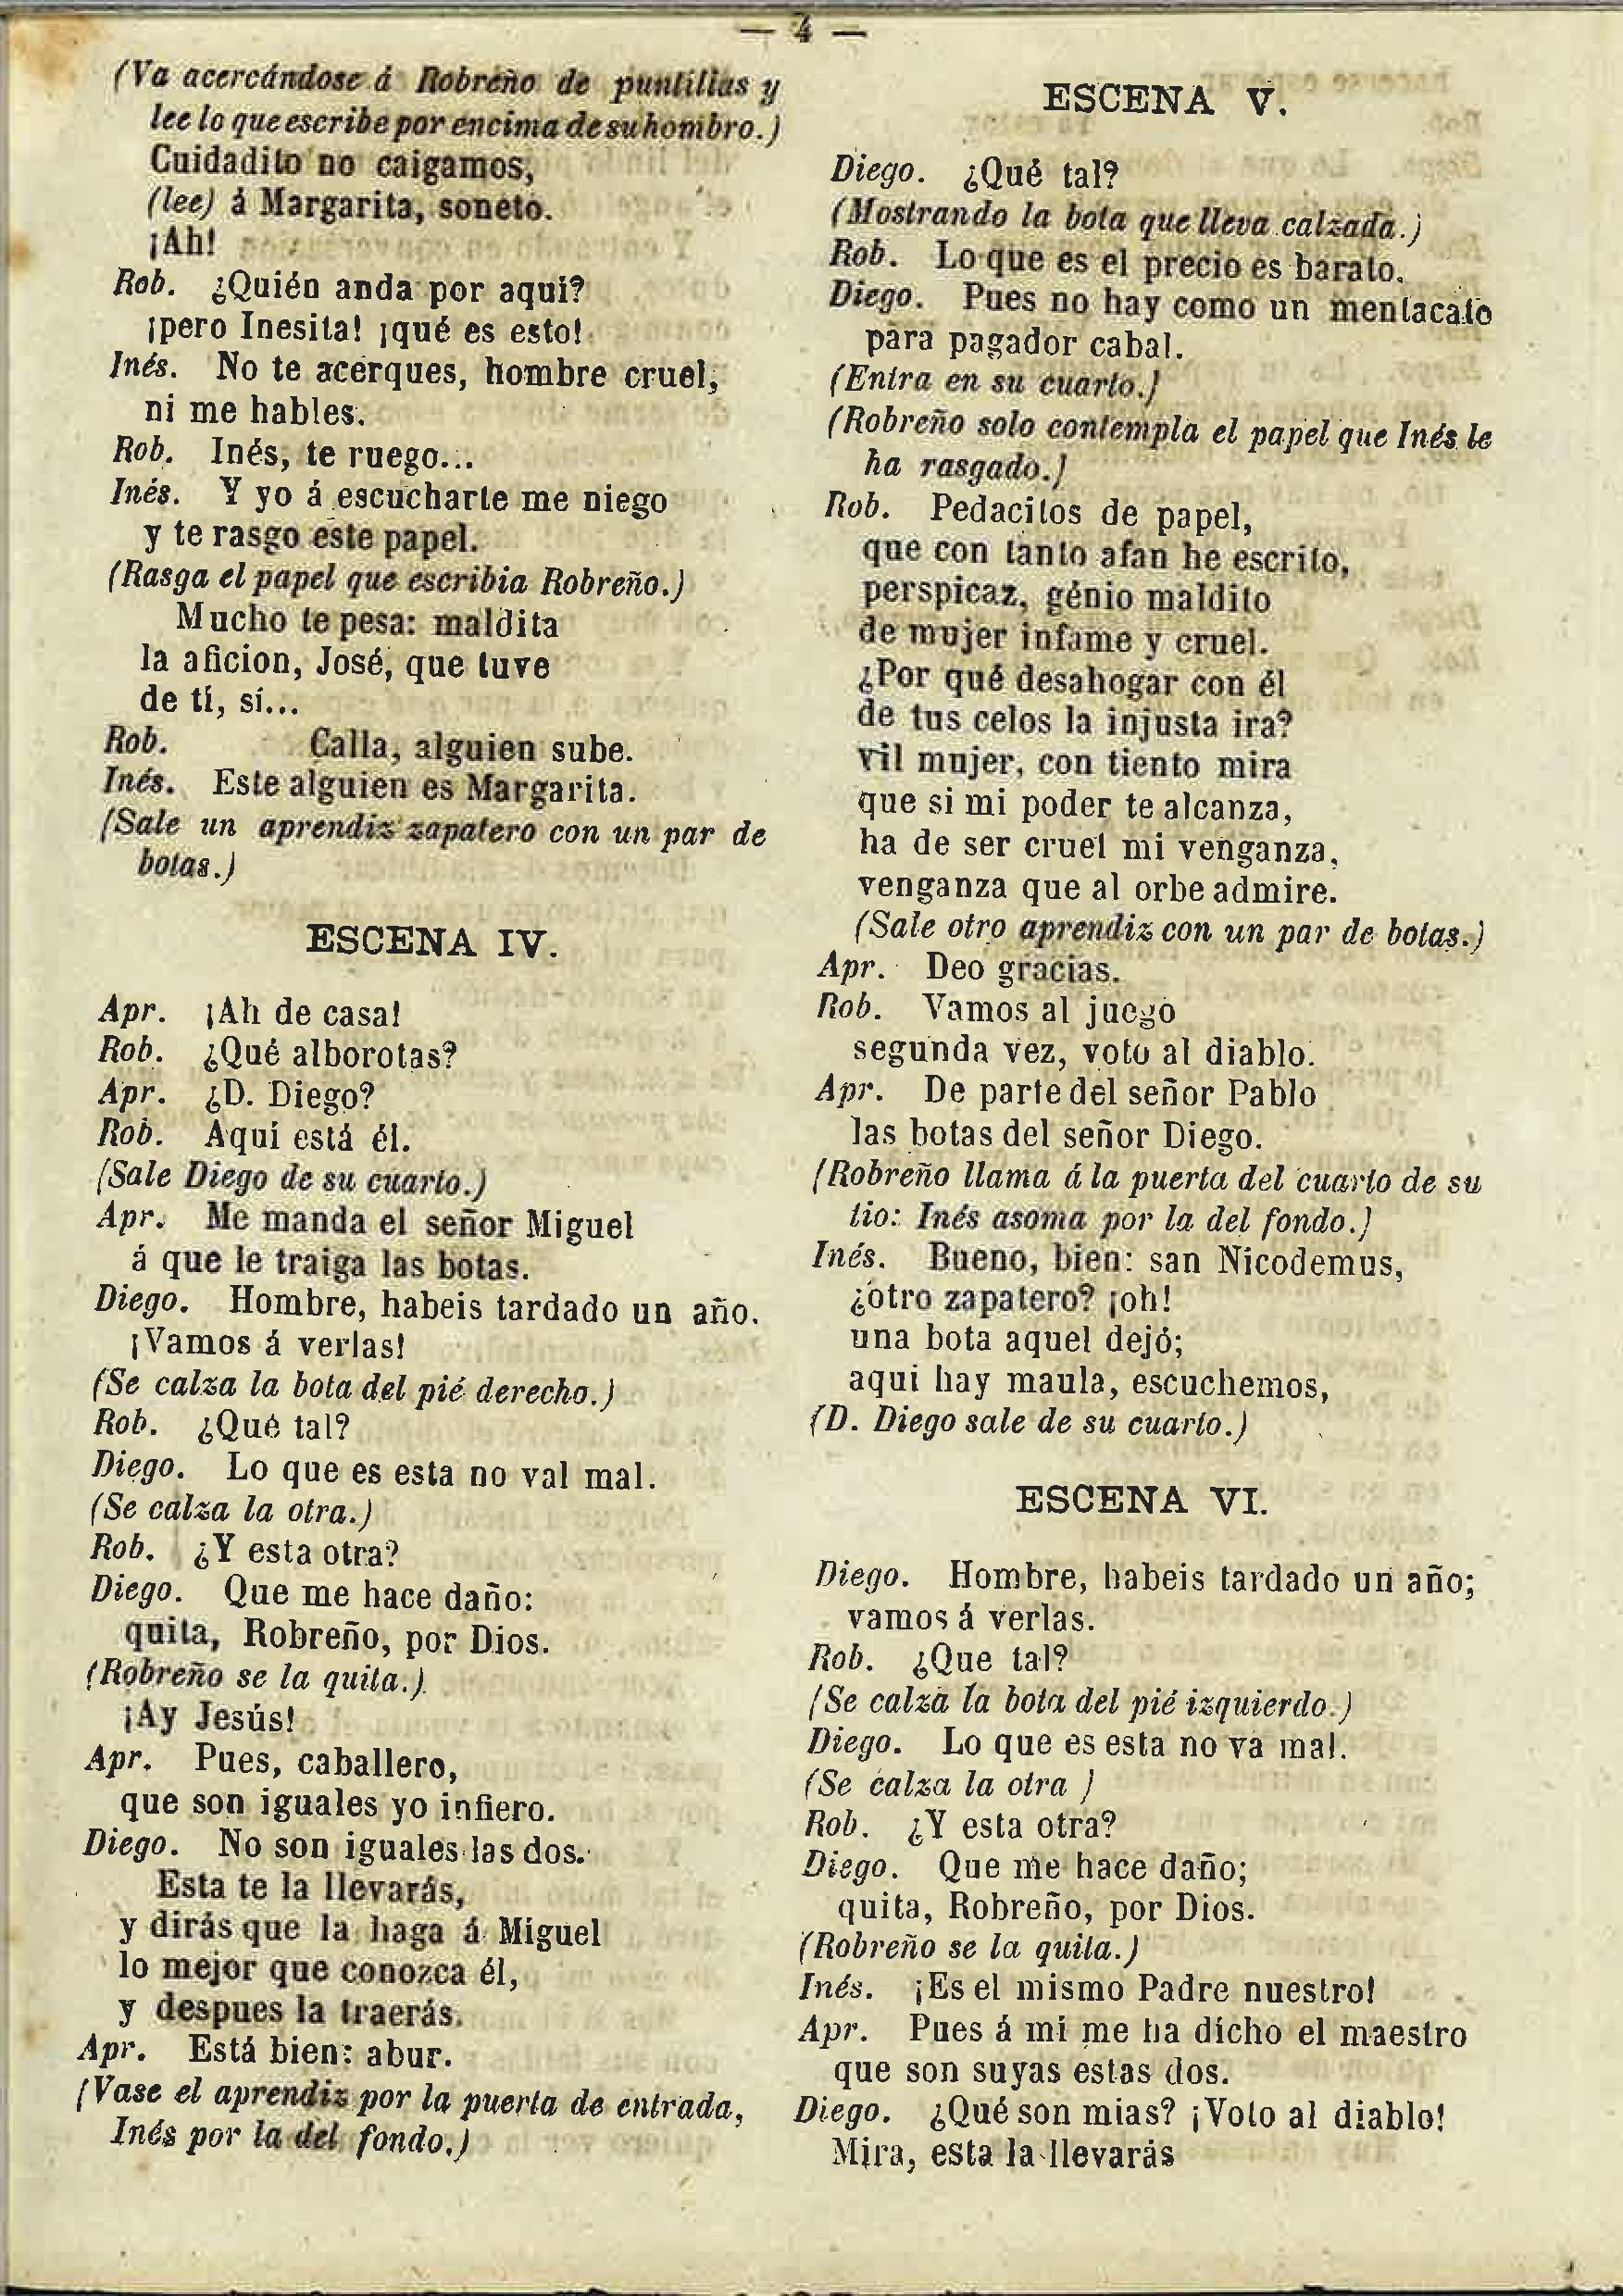 — 4 —
(Va acercándose á Robreño de puntillas y
lee lo que escribe por encima de su hombro.)
Cuidadito no caigamos,
(lee) á Margarita, soneto.
¡Ah!
Rob. ¿Quién anda por aquí?
¡pero Inesita! ¡qué es esto!
Inés. No te acerques, hombre cruel,
ni me hables.
Rob. Inés, te ruego...
Inés. Y yo á escucharte me niego
y te rasgo este papel.
(Rasga el papel que escribia Robreño.)
Mucho te pesa: maldita
la aficion, José, que tuve
de tí, sí...
Rob. Calla, alguien sube.
Inés. Este alguien es Margarita.
(Sale un aprendiz zapatero con un par de
botas.)
ESCENA IV.
Apr. ¡Ah de casa!
Rob. ¿Qué alborotas?
Apr. ¿D. Diego?
Rob. Aquí está él.
(Sale Diego de su cuarto.)
Apr. Me manda el señor Miguel
á que le traiga las botas.
Diego. Hombre, habeis tardado un año.
¡Vamos á verlas!
(Se calza la bota del pié derecho.)
Rob. ¿Qué tal?
Diego. Lo que es esta no val mal.
(Se calza la otra.)
Rob. ¿Y esta otra?
Diego. Que me hace daño:
quita, Robreño, por Dios.
(Robreño se la quita.)
¡Ay Jesús!
Apr. Pues, caballero,
que son iguales yo infiero.
Diego. No son iguales las dos.
Esta te la llevarás,
y dirás que la haga á Miguel
lo mejor que conozca él,
y despues la traerás.
Apr. Está bien: abur.
(Vase el aprendiz por la puerta de entrada,
Inés por la del fondo.)
ESCENA V.
Diego. ¿Qué tal?
(Mostrando la bota que lleva calzada.)
Rob. Lo que es el precio es barato.
Diego. Pues no hay como un mentacato
para pagador cabal.
(Entra en su cuarto.)
(Robreño solo contempla el papel que Inés le
ha rasgado.)
Rob. Pedacitos de papel,
que con tanto afan he escrito,
perspicaz, génio maldito
de mujer infame y cruel.
¿Por qué desahogar con él
de tus celos la injusta ira?
vil mujer, con tiento mira
que si mi poder te alcanza,
ha de ser cruel mi venganza,
venganza que al orbe admire.
(Sale otro aprendiz con un par de botas.)
Apr. Deo gracias.
Rob. Vamos al juego
segunda vez, voto al diablo.
Apr. De parte del señor Pablo
las botas del señor Diego.
(Robreño llama á la puerta del cuarto de su
tio: Inés asoma por la del fondo.)
Inés. Bueno, bien: san Nicodemus,
¿otro zapatero? ¡oh!
una bota aquel dejó;
aqui hay maula, escuchemos,
(D. Diego sale de su cuarto.)
ESCENA VI.
Diego. Hombre, habeis tardado un año;
vamos á verlas.
Rob. ¿Que tal?
(Se calza la bota del pié izquierdo.)
Diego. Lo que es esta no va mal.
(Se calza la otra )
Rob. ¿Y esta otra?
Diego. Que me hace daño;
quita, Robreño, por Dios.
(Robreño se la quita.)
Inés. ¡Es el mismo Padre nuestro!
Apr. Pues á mi me ha dicho el maestro
que son suyas estas dos.
Diego. ¿Qué son mias? ¡Voto al diablo!
Mira, esta la llevarás